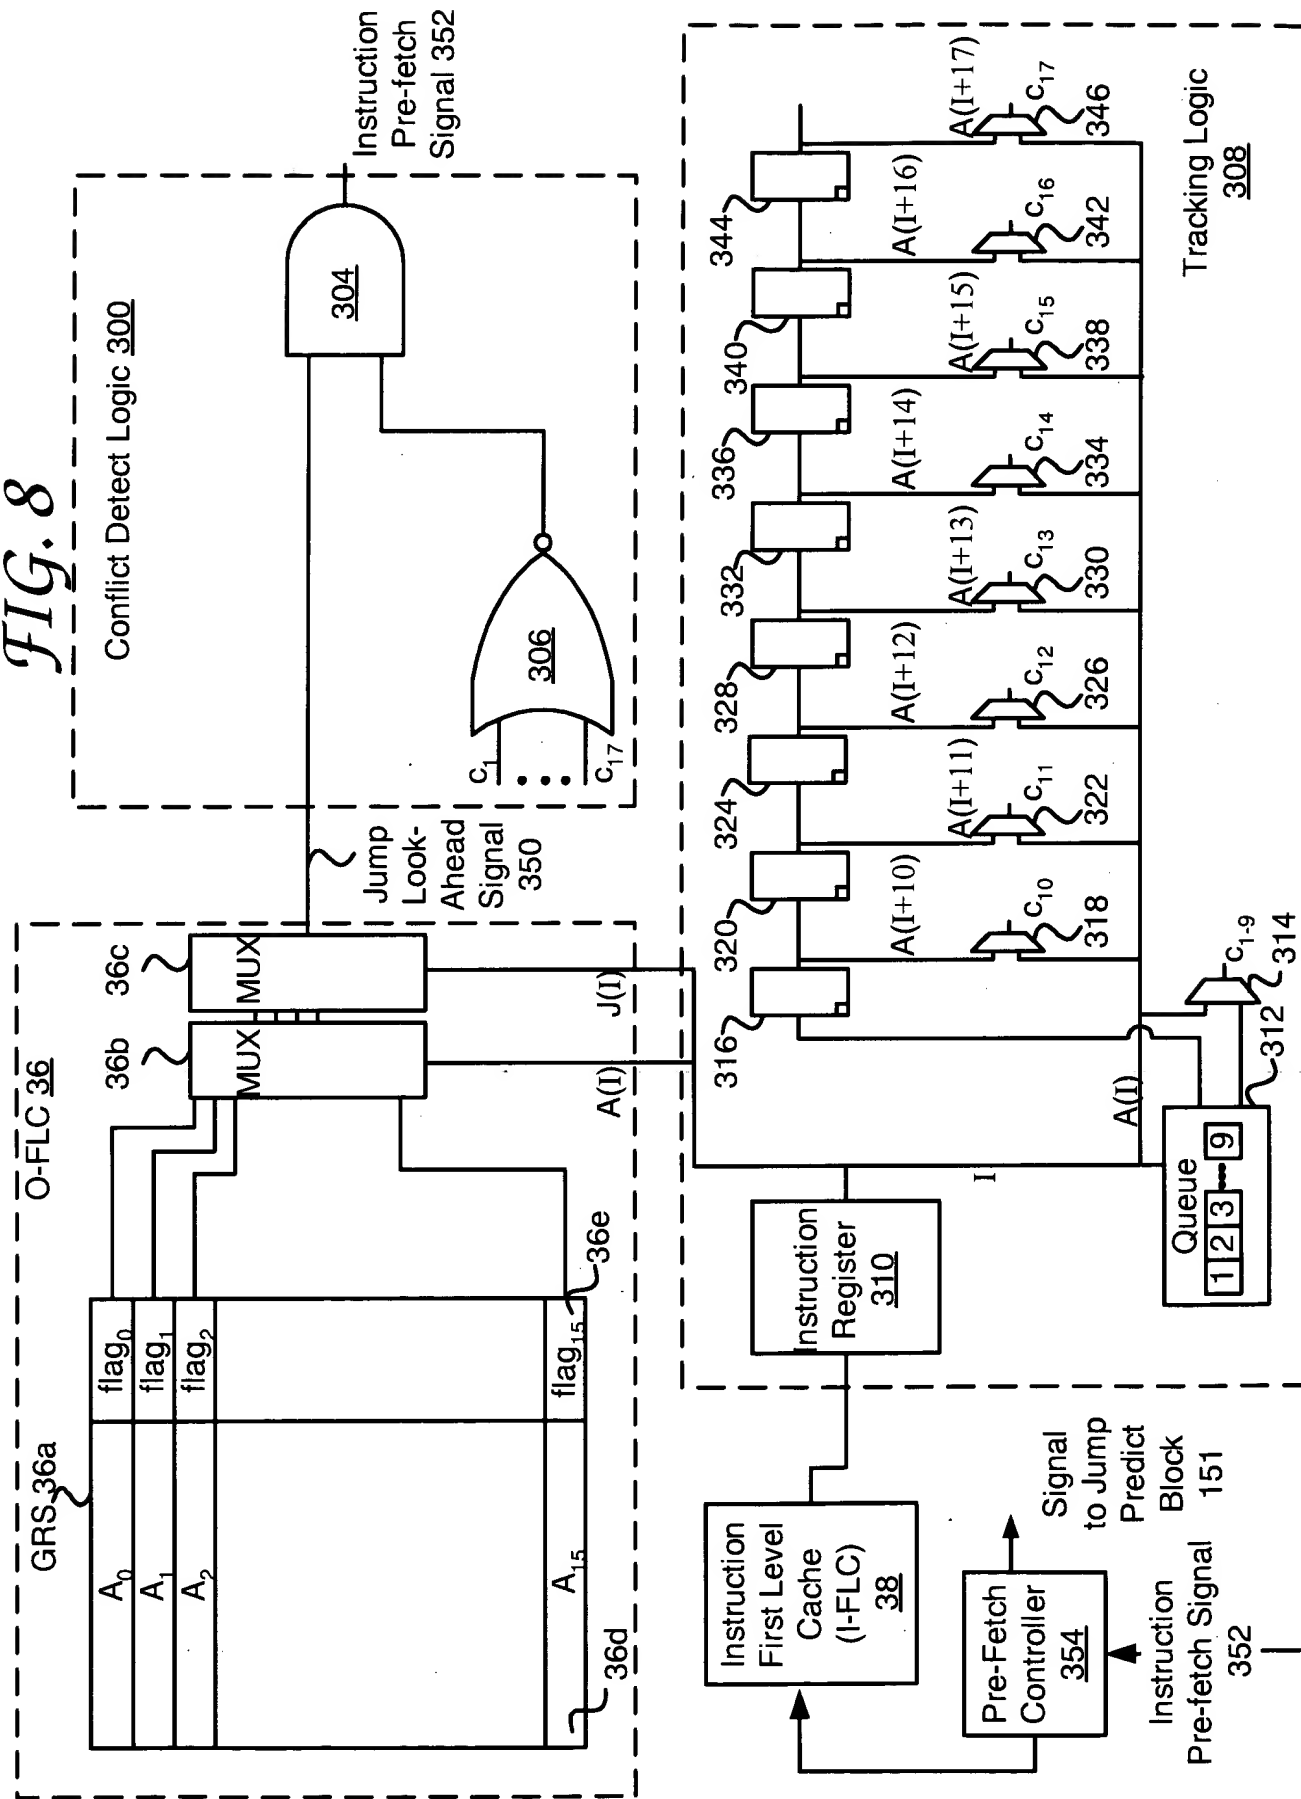 FIG. 8
O-FLC 36
GRS 36a
A0
flag0
A1
flag1
A2
flag2
A15
flag15
36d
36e
36b
MUX
36c
MUX
A(I)
J(I)
Jump
Look-
Ahead
Signal
350
Conflict Detect Logic 300
304
306
c1
c17
Instruction
Pre-fetch
Signal 352
Instruction
First Level
Cache
(I-FLC)
38
Pre-Fetch
Controller
354
Signal
to Jump
Predict
Block
151
Instruction
Pre-fetch Signal
352
Instruction
Register
310
I
Queue
1 2 3 9
312
314
c1-9
A(I)
316
320
324
328
332
336
340
344
A(I+10)
A(I+11)
A(I+12)
A(I+13)
A(I+14)
A(I+15)
A(I+16)
A(I+17)
c10
c11
c12
c13
c14
c15
c16
c17
318
322
326
330
334
338
342
346
Tracking Logic
308